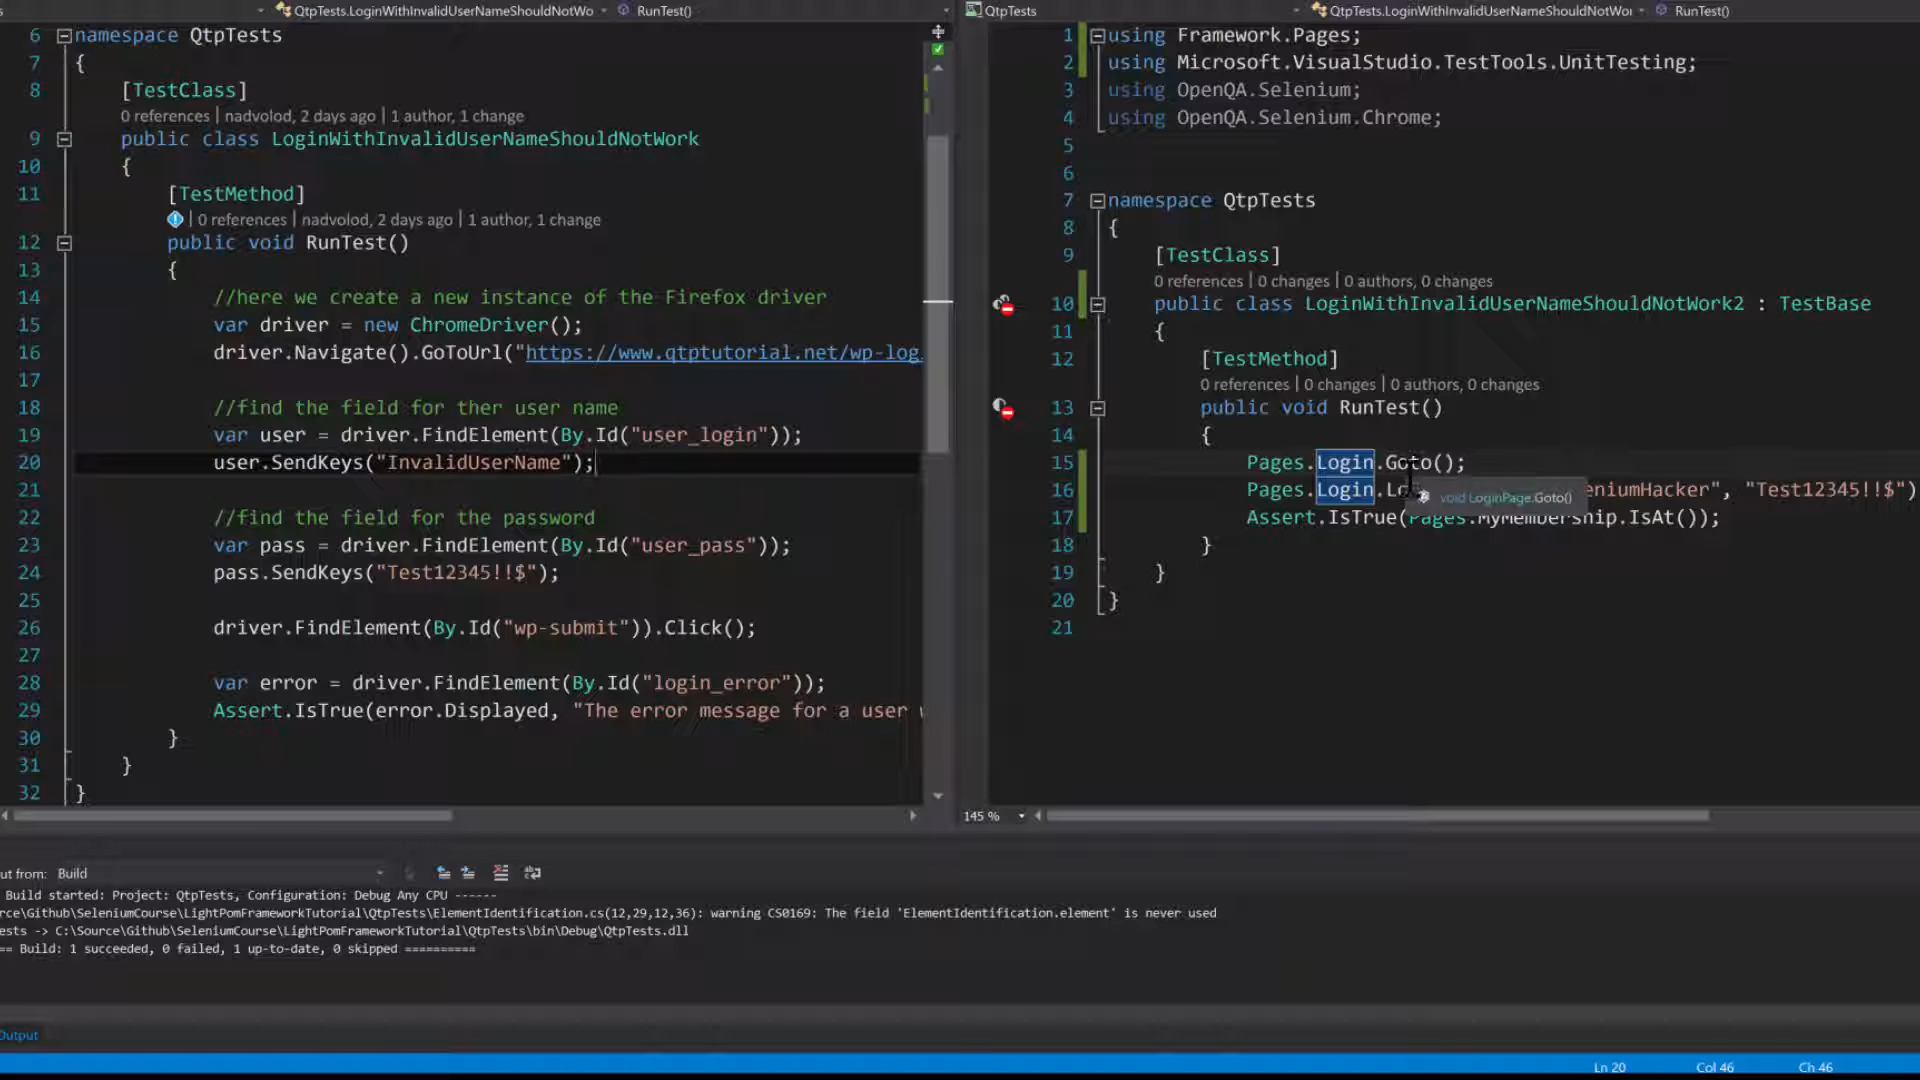 QtpTests.LoginWithInvalidUserNameShouldNotWo RunTest()
6 namespace QtpTests
7 {
8 [TestClass]
0 references | nadvolod, 2 days ago | 1 author, 1 change
9 public class LoginWithInvalidUserNameShouldNotWork
10 {
11 [TestMethod]
| 0 references | nadvolod, 2 days ago | 1 author, 1 change
12 public void RunTest()
13 {
14 //here we create a new instance of the Firefox driver
15 var driver = new ChromeDriver();
16 driver.Navigate().GoToUrl("https://www.qtptutorial.net/wp-log
17
18 //find the field for ther user name
19 var user = driver.FindElement(By.Id("user_login"));
20 user.SendKeys("InvalidUserName");
21
22 //find the field for the password
23 var pass = driver.FindElement(By.Id("user_pass"));
24 pass.SendKeys("Test12345!!$");
25
26 driver.FindElement(By.Id("wp-submit")).Click();
27
28 var error = driver.FindElement(By.Id("login_error"));
29 Assert.IsTrue(error.Displayed, "The error message for a user
30 }
31 }
32 }
QtpTests QtpTests.LoginWithInvalidUserNameShouldNotWor RunTest()
1 using Framework.Pages;
2 using Microsoft.VisualStudio.TestTools.UnitTesting;
3 using OpenQA.Selenium;
4 using OpenQA.Selenium.Chrome;
5
6
7 namespace QtpTests
8 {
9 [TestClass]
0 references | 0 changes | 0 authors, 0 changes
10 public class LoginWithInvalidUserNameShouldNotWork2 : TestBase
11 {
12 [TestMethod]
0 references | 0 changes | 0 authors, 0 changes
13 public void RunTest()
14 {
15 Pages.Login.Goto();
16 Pages.Login.Lo eniumHacker", "Test12345!!$")
void LoginPage.Goto()
17 Assert.IsTrue(Pages.MyMembership.IsAt());
18 }
19 }
20 }
21
145 %
ut from: Build
Build started: Project: QtpTests, Configuration: Debug Any CPU ------
rce\Github\SeleniumCourse\LightPomFrameworkTutorial\QtpTests\ElementIdentification.cs(12,29,12,36): warning CS0169: The field 'ElementIdentification.element' is never used
ests -> C:\Source\Github\SeleniumCourse\LightPomFrameworkTutorial\QtpTests\bin\Debug\QtpTests.dll
== Build: 1 succeeded, 0 failed, 1 up-to-date, 0 skipped ==========
Output
Ln 20 Col 46 Ch 46